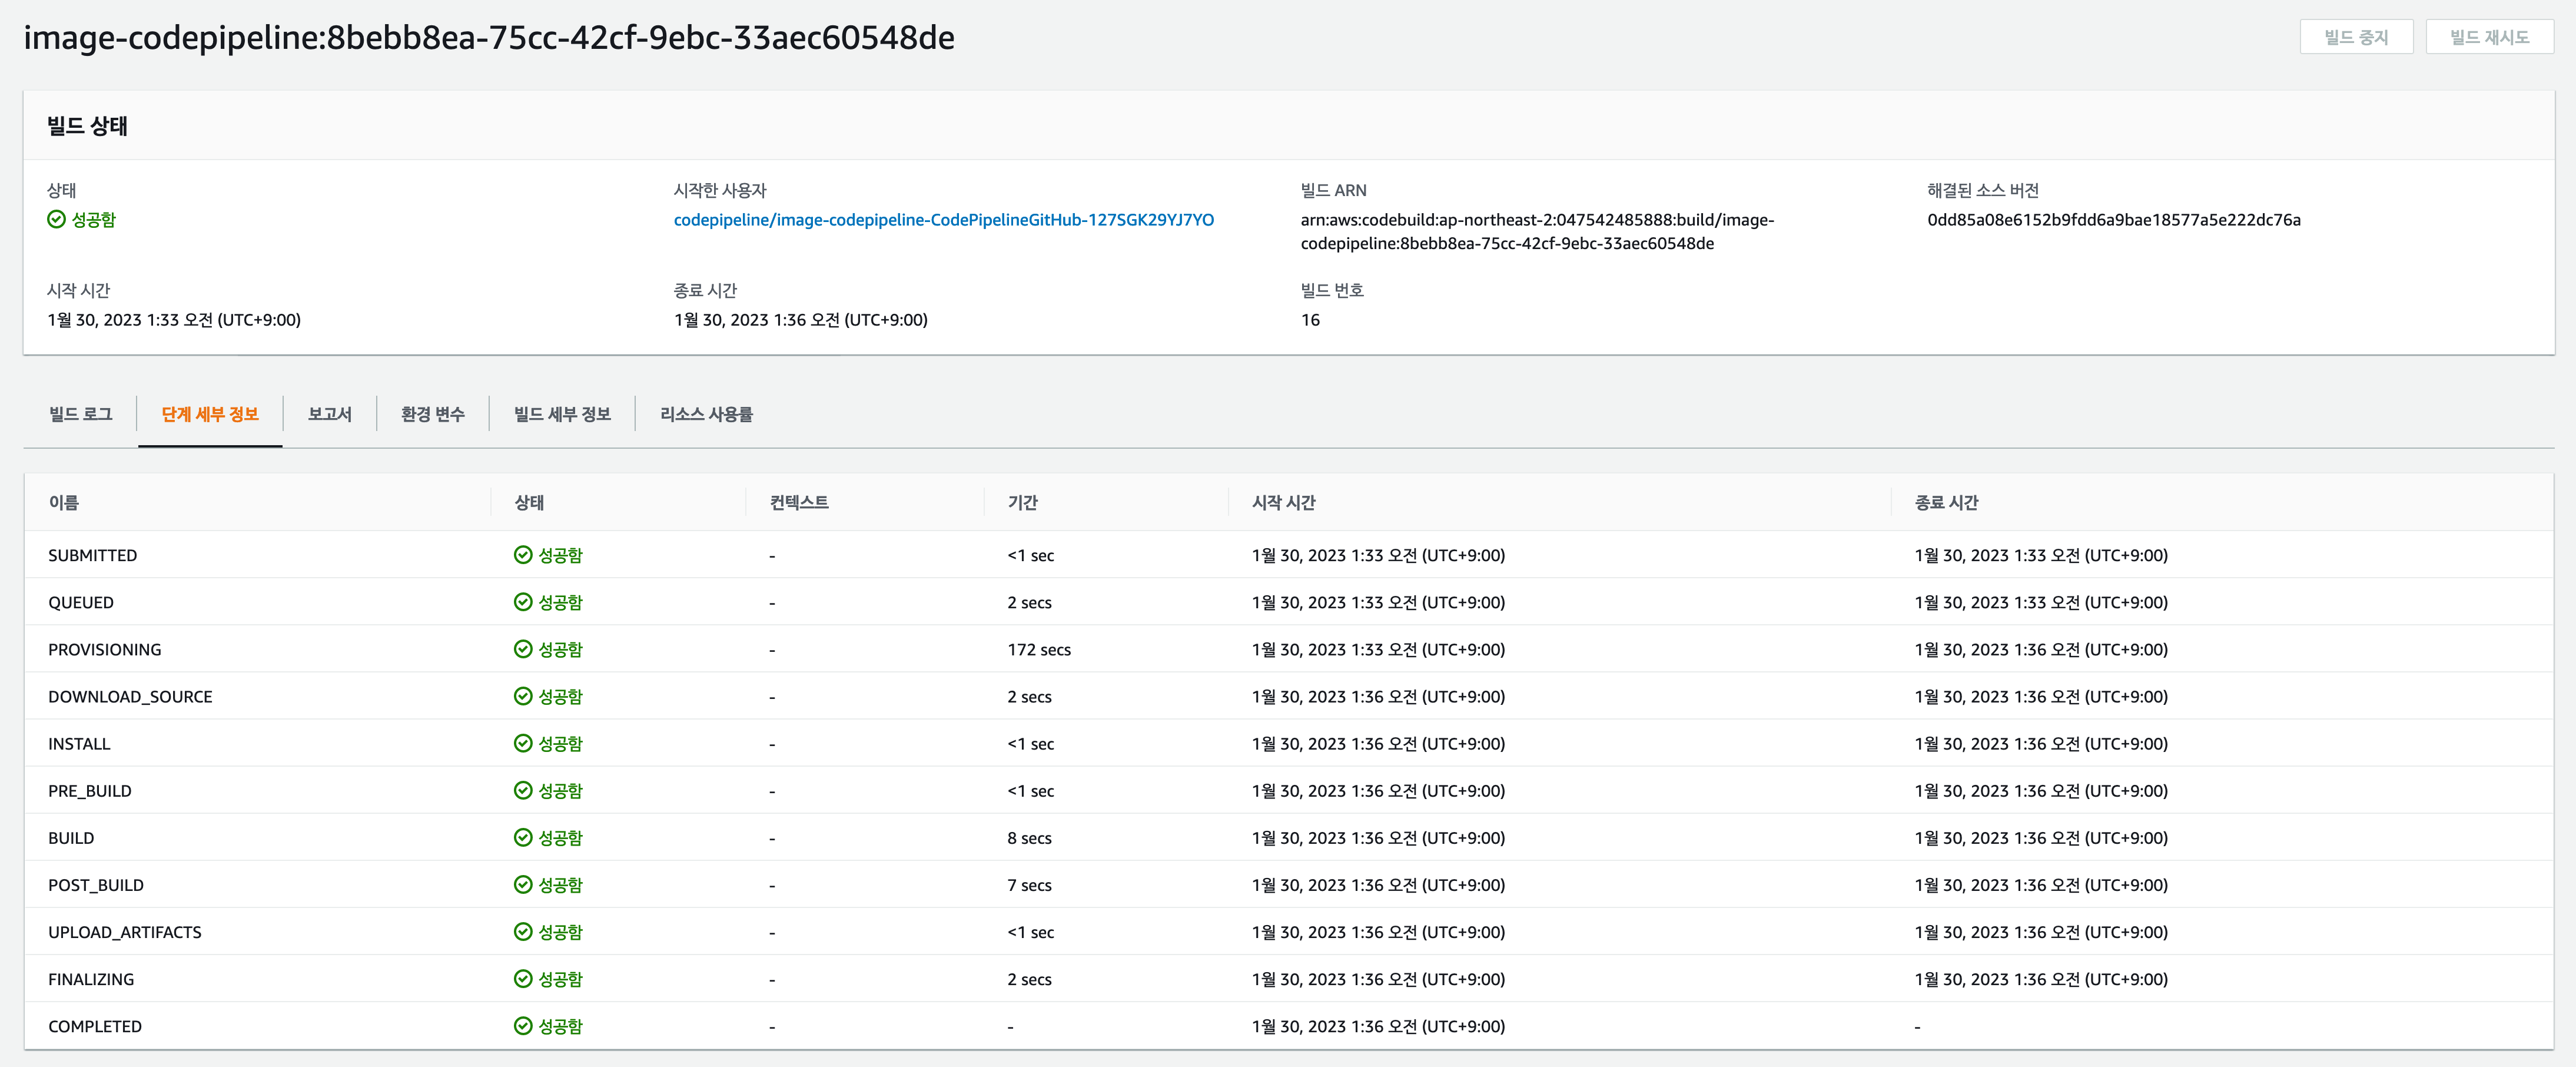 image-codepipeline:8bebb8ea-75cc-42cf-9ebc-33aec60548de
빌드 중지
빌드 재시도
빌드 상태
상태
성공함
시작한 사용자
codepipeline/image-codepipeline-CodePipelineGitHub-127SGK29YJ7YO
빌드 ARN
arn:aws:codebuild:ap-northeast-2:047542485888:build/image-
codepipeline:8bebb8ea-75cc-42cf-9ebc-33aec60548de
해결된 소스 버전
0dd85a08e6152b9fdd6a9bae18577a5e222dc76a
시작 시간
1월 30, 2023 1:33 오전 (UTC+9:00)
종료 시간
1월 30, 2023 1:36 오전 (UTC+9:00)
빌드 번호
16
빌드 로그 단계 세부 정보 보고서 환경 변수 빌드 세부 정보 리소스 사용률
이름 상태 컨텍스트 기간 시작 시간 종료 시간
SUBMITTED 성공함 - <1 sec 1월 30, 2023 1:33 오전 (UTC+9:00) 1월 30, 2023 1:33 오전 (UTC+9:00)
QUEUED 성공함 - 2 secs 1월 30, 2023 1:33 오전 (UTC+9:00) 1월 30, 2023 1:33 오전 (UTC+9:00)
PROVISIONING 성공함 - 172 secs 1월 30, 2023 1:33 오전 (UTC+9:00) 1월 30, 2023 1:36 오전 (UTC+9:00)
DOWNLOAD_SOURCE 성공함 - 2 secs 1월 30, 2023 1:36 오전 (UTC+9:00) 1월 30, 2023 1:36 오전 (UTC+9:00)
INSTALL 성공함 - <1 sec 1월 30, 2023 1:36 오전 (UTC+9:00) 1월 30, 2023 1:36 오전 (UTC+9:00)
PRE_BUILD 성공함 - <1 sec 1월 30, 2023 1:36 오전 (UTC+9:00) 1월 30, 2023 1:36 오전 (UTC+9:00)
BUILD 성공함 - 8 secs 1월 30, 2023 1:36 오전 (UTC+9:00) 1월 30, 2023 1:36 오전 (UTC+9:00)
POST_BUILD 성공함 - 7 secs 1월 30, 2023 1:36 오전 (UTC+9:00) 1월 30, 2023 1:36 오전 (UTC+9:00)
UPLOAD_ARTIFACTS 성공함 - <1 sec 1월 30, 2023 1:36 오전 (UTC+9:00) 1월 30, 2023 1:36 오전 (UTC+9:00)
FINALIZING 성공함 - 2 secs 1월 30, 2023 1:36 오전 (UTC+9:00) 1월 30, 2023 1:36 오전 (UTC+9:00)
COMPLETED 성공함 - - 1월 30, 2023 1:36 오전 (UTC+9:00) -